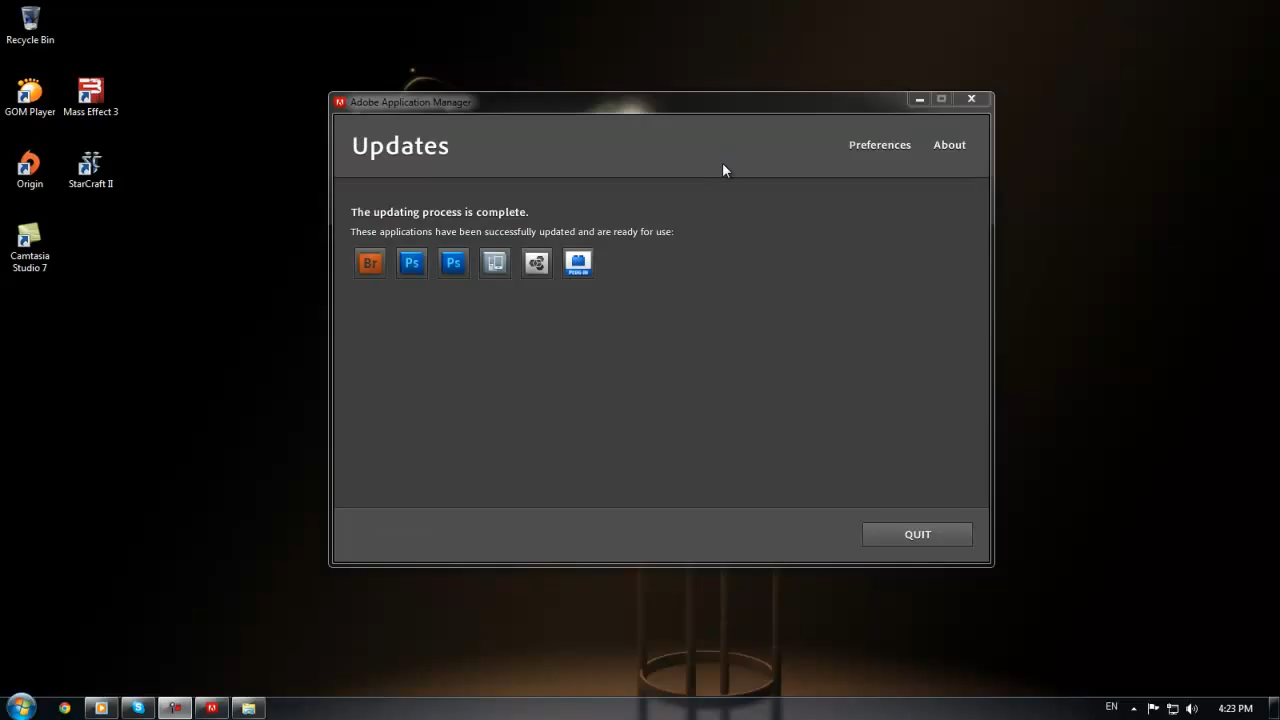 Recycle Bin
GOM Player
Mass Effect 3
Origin
StarCraft II
Camtasia
Studio 7
Adobe Application Manager
Updates
Preferences
About
The updating process is complete.
These applications have been successfully updated and are ready for use:
Br
Ps
Ps
PLUG-IN
QUIT
EN
4:23 PM